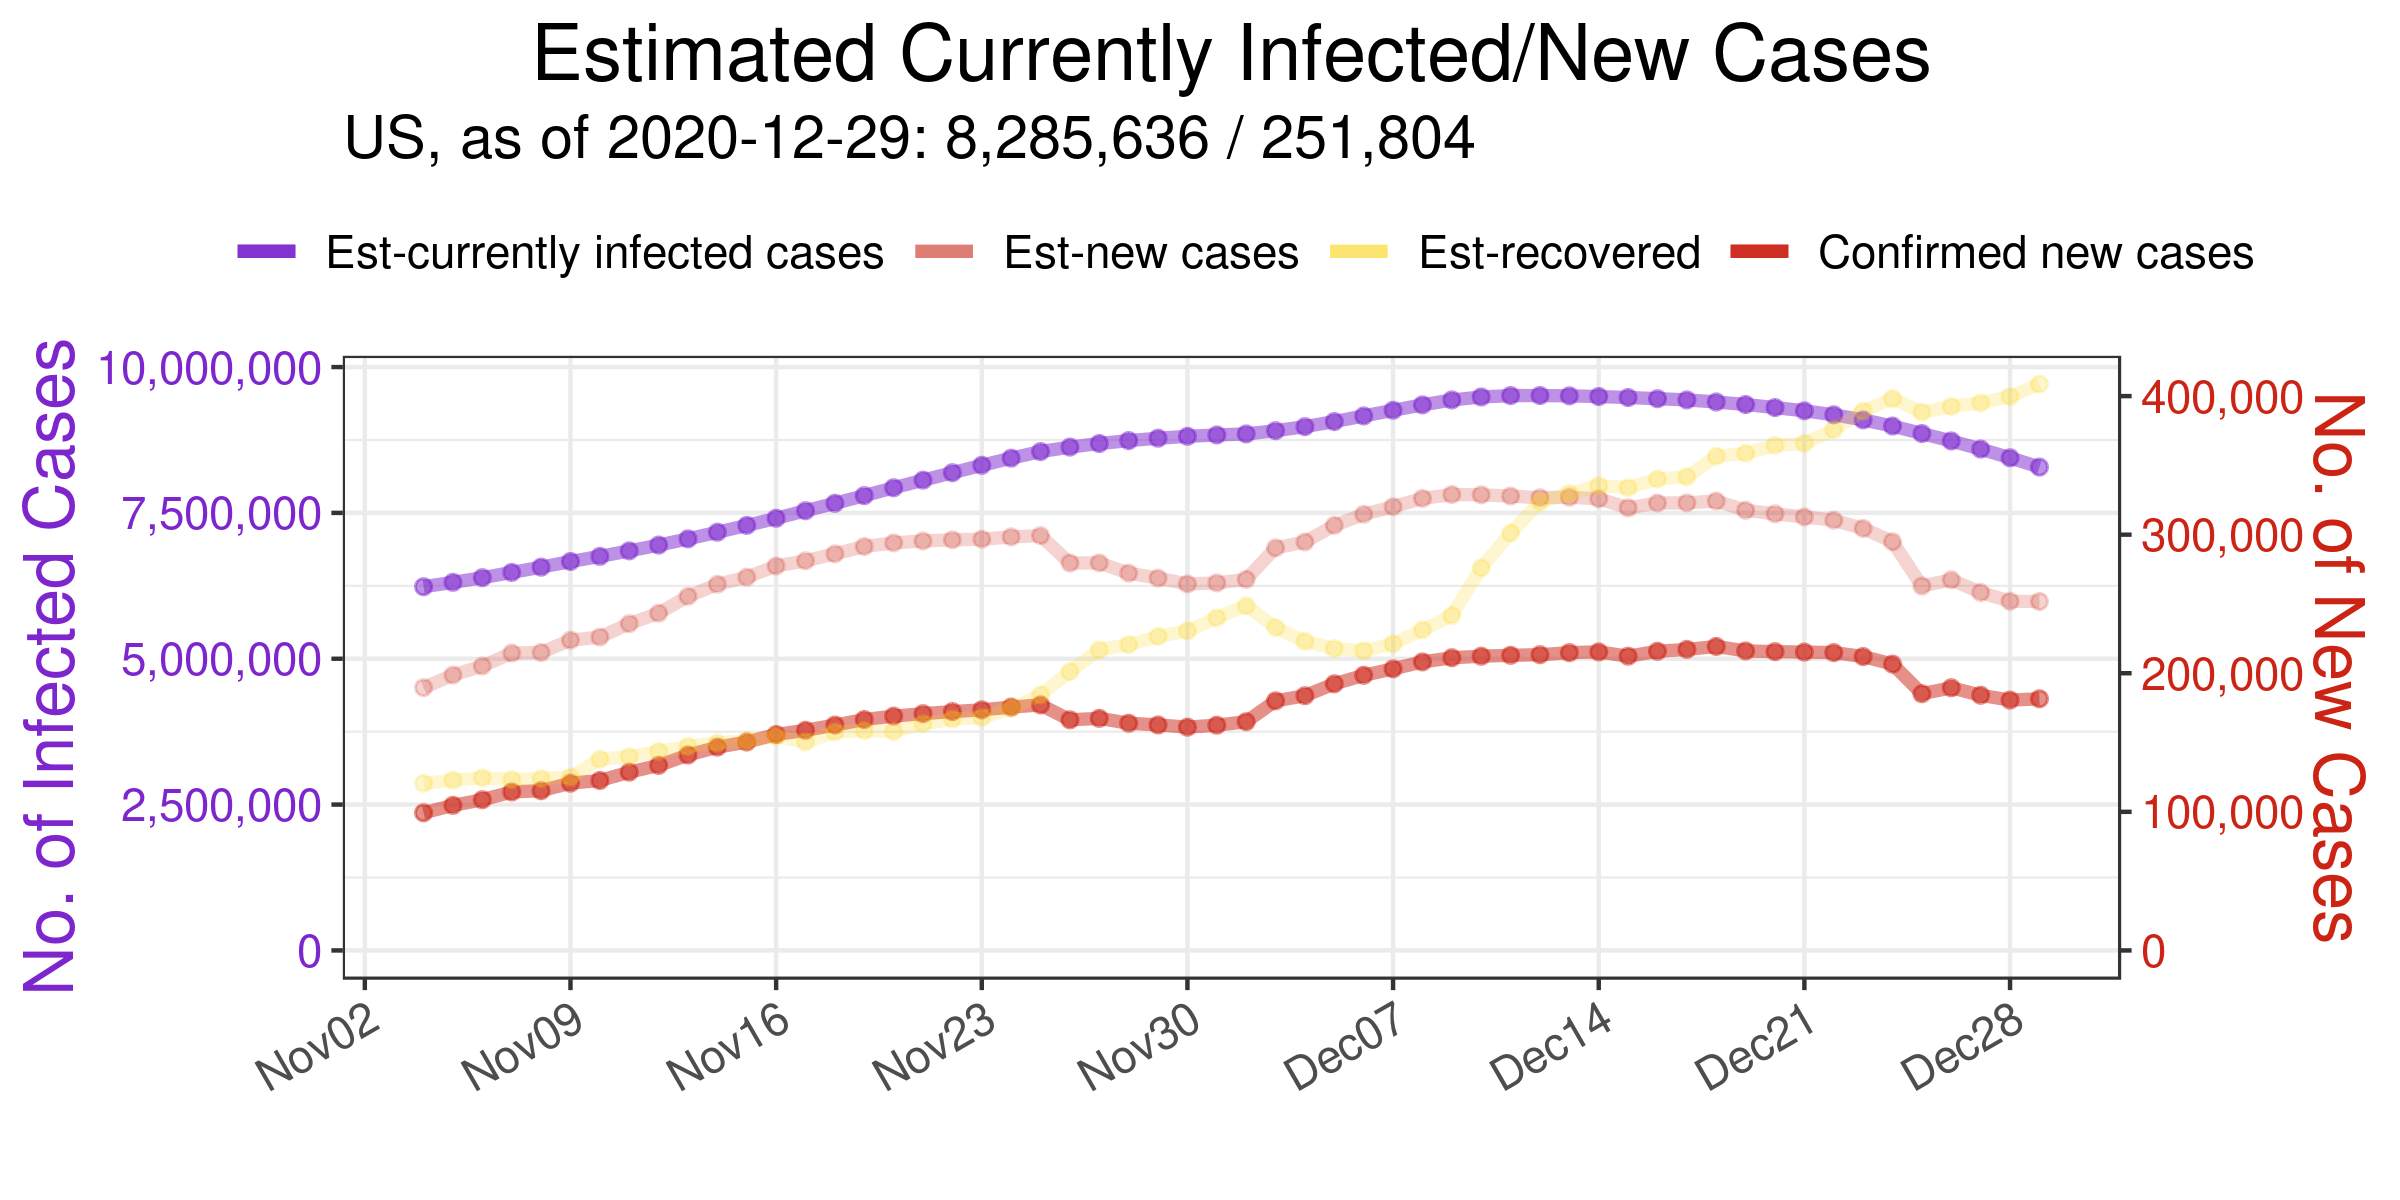 Estimated Currently Infected/New Cases
US, as of 2020-12-29: 8,285,636 / 251,804
Est-currently infected cases Est-new cases Est-recovered Confirmed new cases
No. of Infected Cases
10,000,000
7,500,000
5,000,000
2,500,000
0
400,000
300,000
200,000
100,000
0
No. of New Cases
Nov02 Nov09 Nov16 Nov23 Nov30 Dec07 Dec14 Dec21 Dec28